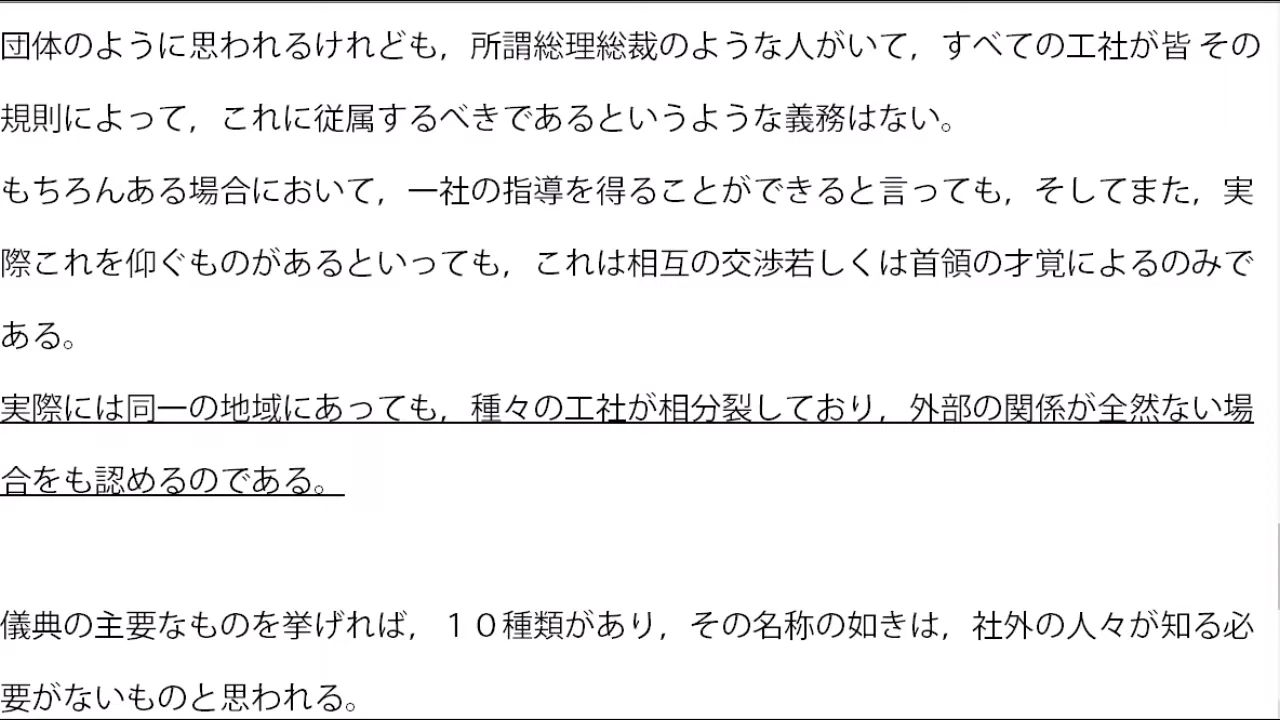 団体のように思われるけれども，所謂総理総裁のような人がいて，すべての工社が皆 その
規則によって，これに従属するべきであるというような義務はない。
もちろんある場合において，一社の指導を得ることができると言っても，そしてまた，実
際これを仰ぐものがあるといっても，これは相互の交渉若しくは首領の才覚によるのみで
ある。
実際には同一の地域にあっても，種々の工社が相分裂しており，外部の関係が全然ない場
合をも認めるのである。
儀典の主要なものを挙げれば，１０種類があり，その名称の如きは，社外の人々が知る必
要がないものと思われる。